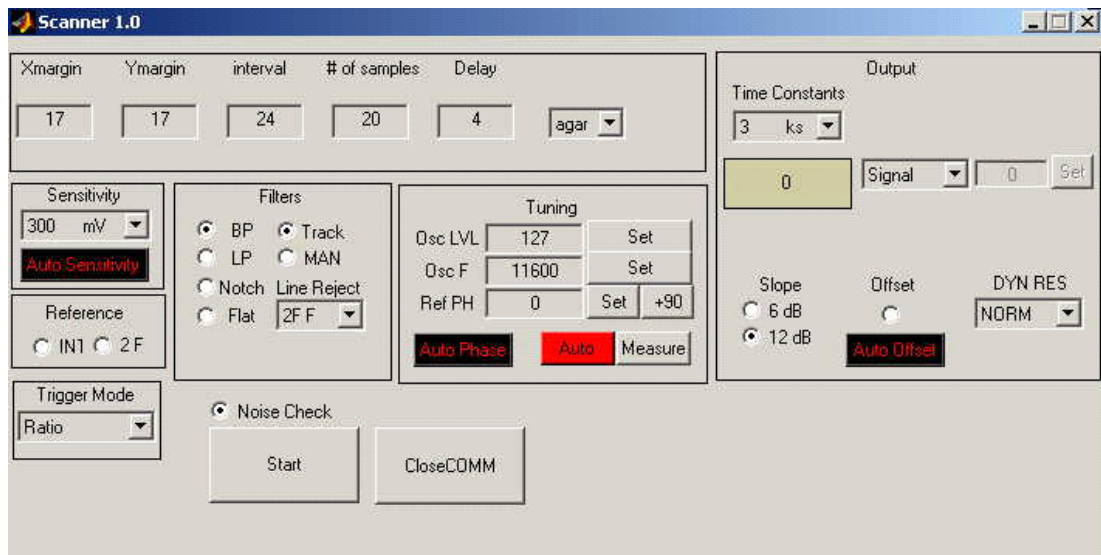 Scanner 1.0
Xmargin Ymargin interval # of samples Delay
17 17 24 20 4 agar
Output
Time Constants
3 ks
0 Signal 0 Set
Sensitivity
300 mV
Auto Sensitivity
Filters
BP Track
LP MAN
Notch Line Reject
Flat 2F F
Tuning
Osc LVL 127 Set
Osc F 11600 Set
Ref PH 0 Set +90
Auto Phase Auto Measure
Slope
6 dB
12 dB
Offset
Auto Offset
DYN RES
NORM
Reference
IN1 2 F
Trigger Mode
Ratio
Noise Check
Start CloseCOMM